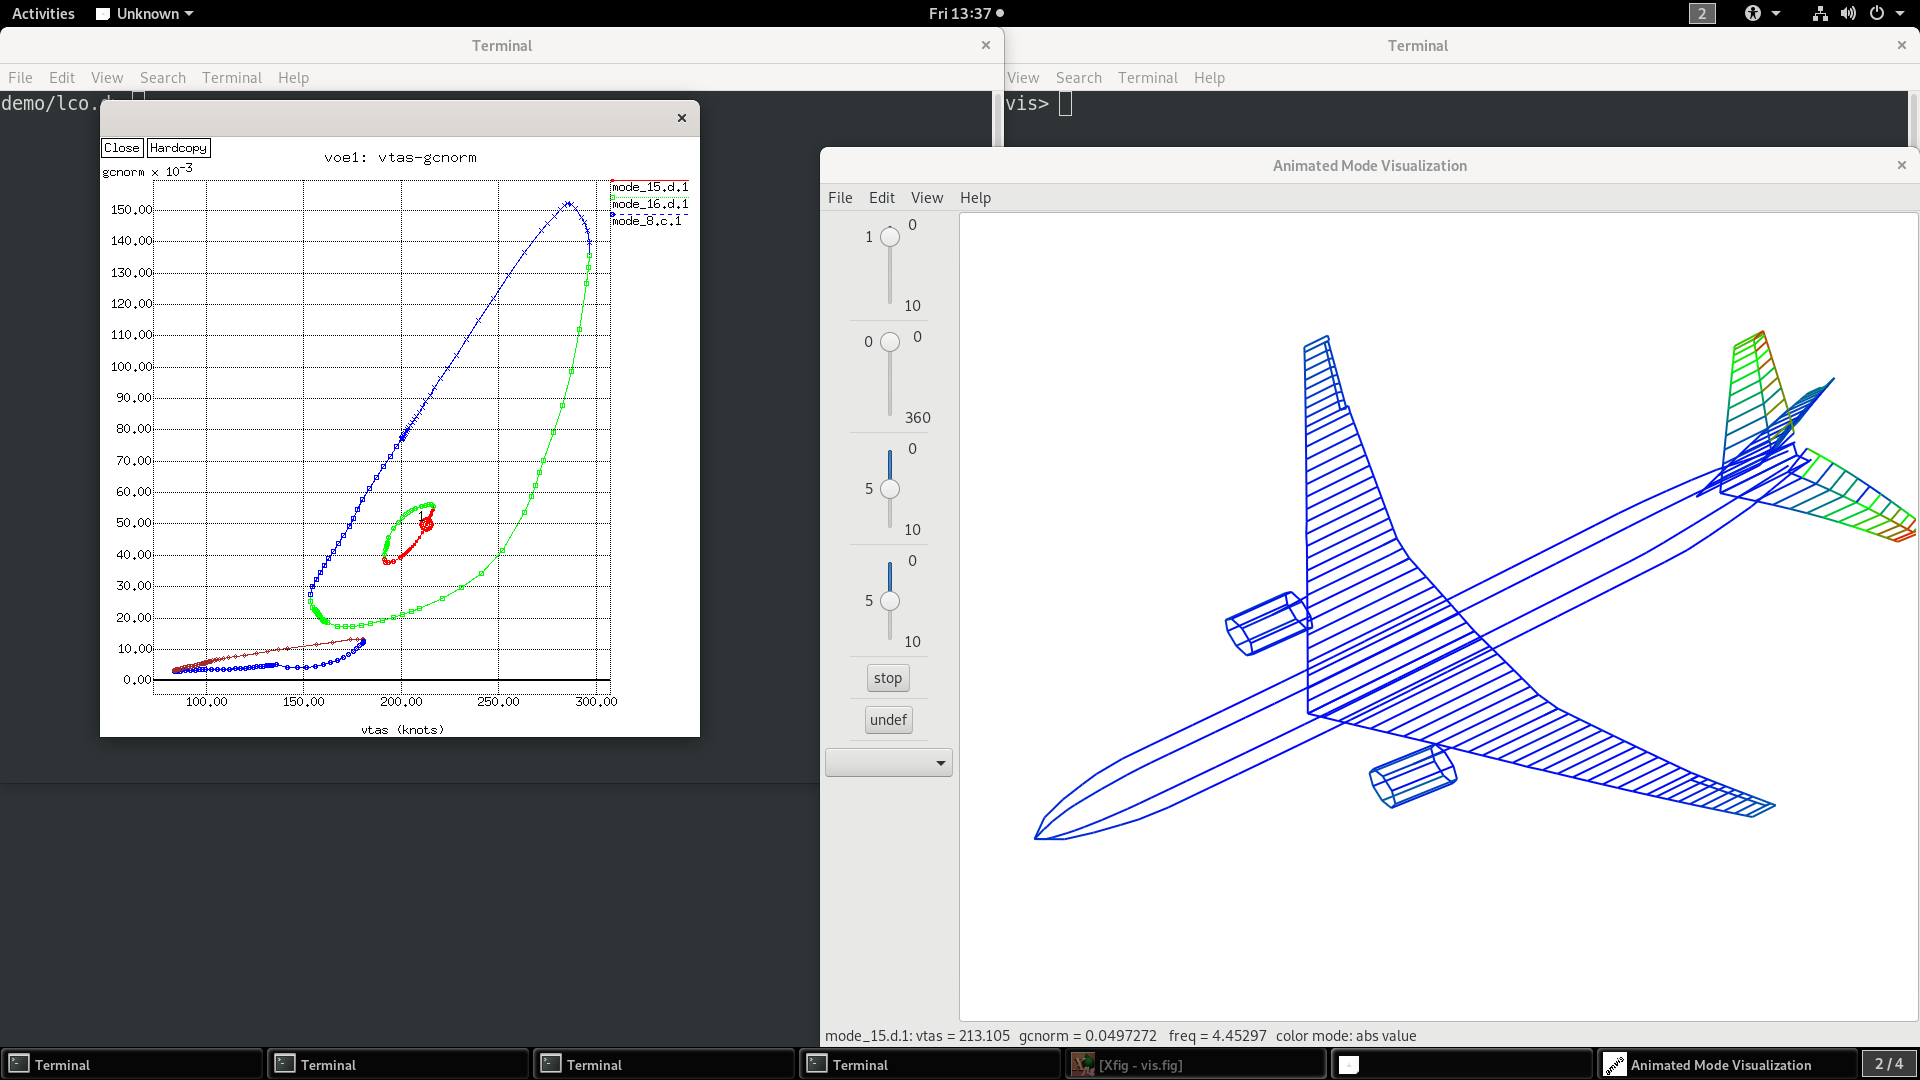 Activities Unknown Fri 13:37 2
Terminal
File Edit View Search Terminal Help
demo/lco.
Close Hardcopy
voe1: vtas-gcnorm
gcnorm x 10-3
mode_15.d.1
mode_16.d.1
mode_8.c.1
150.00
140.00
130.00
120.00
110.00
100.00
90.00
80.00
70.00
60.00
50.00
40.00
30.00
20.00
10.00
0.00
1
100.00 150.00 200.00 250.00 300.00
vtas (knots)
Terminal
View Search Terminal Help
vis>
Animated Mode Visualization
File Edit View Help
0
1
10
0
0
360
0
5
10
0
5
10
stop
undef
mode_15.d.1: vtas = 213.105 gcnorm = 0.0497272 freq = 4.45297 color mode: abs value
Terminal Terminal Terminal Terminal [Xfig - vis.fig] amvis Animated Mode Visualization 2 / 4